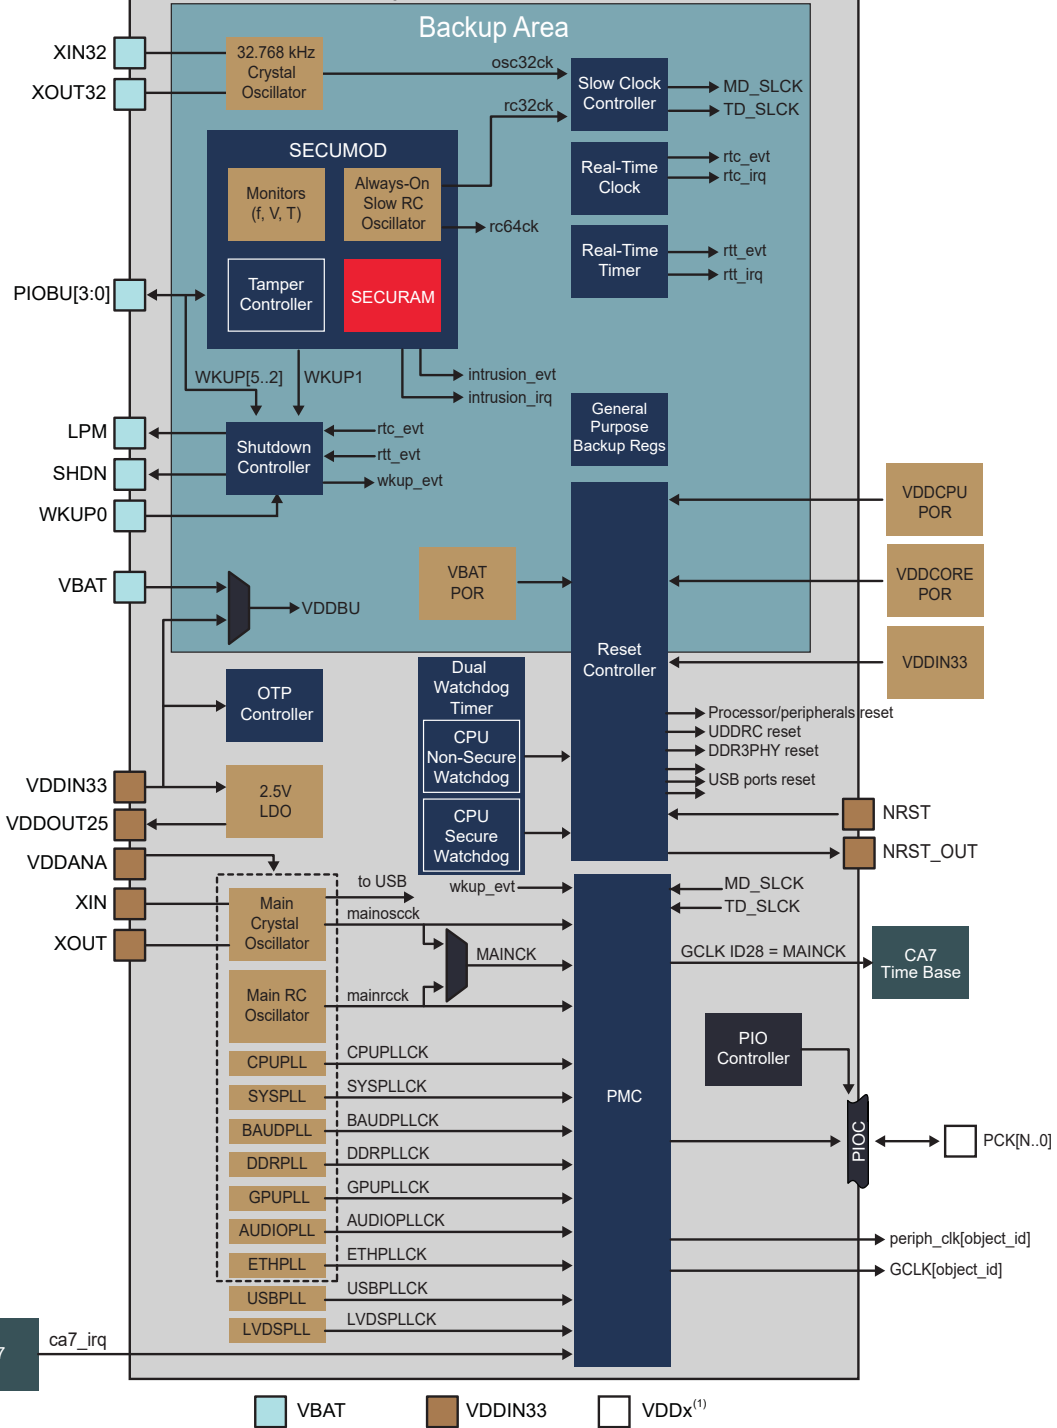 Backup Area
XIN32
XOUT32
32.768 kHz
Crystal
Oscillator
osc32ck
rc32ck
Slow Clock
Controller
MD_SLCK
TD_SLCK
SECUMOD
Monitors
(f, V, T)
Always-On
Slow RC
Oscillator
rc64ck
Real-Time
Clock
rtc_evt
rtc_irq
Real-Time
Timer
rtt_evt
rtt_irq
PIOBU[3:0]
Tamper
Controller
SECURAM
WKUP[5..2]
WKUP1
intrusion_evt
intrusion_irq
General
Purpose
Backup Regs
LPM
SHDN
WKUP0
Shutdown
Controller
rtc_evt
rtt_evt
wkup_evt
VDDCPU
POR
VBAT
VDDBU
VBAT
POR
VDDCORE
POR
Reset
Controller
VDDIN33
OTP
Controller
Dual
Watchdog
Timer
CPU
Non-Secure
Watchdog
CPU
Secure
Watchdog
Processor/peripherals reset
UDDRC reset
DDR3PHY reset
USB ports reset
VDDIN33
VDDOUT25
2.5V
LDO
NRST
NRST_OUT
VDDANA
XIN
XOUT
to USB
wkup_evt
MD_SLCK
TD_SLCK
Main
Crystal
Oscillator
mainoscck
MAINCK
GCLK ID28 = MAINCK
CA7
Time Base
Main RC
Oscillator
mainrcck
PIO
Controller
CPUPLL
CPUPLLCK
SYSPLL
SYSPLLCK
PMC
BAUDPLL
BAUDPLLCK
PIOC
PCK[N..0]
DDRPLL
DDRPLLCK
GPUPLL
GPUPLLCK
AUDIOPLL
AUDIOPLLCK
periph_clk[object_id]
ETHPLL
ETHPLLCK
GCLK[object_id]
USBPLL
USBPLLCK
LVDSPLL
LVDSPLLCK
7
ca7_irq
VBAT
VDDIN33
VDDx(1)